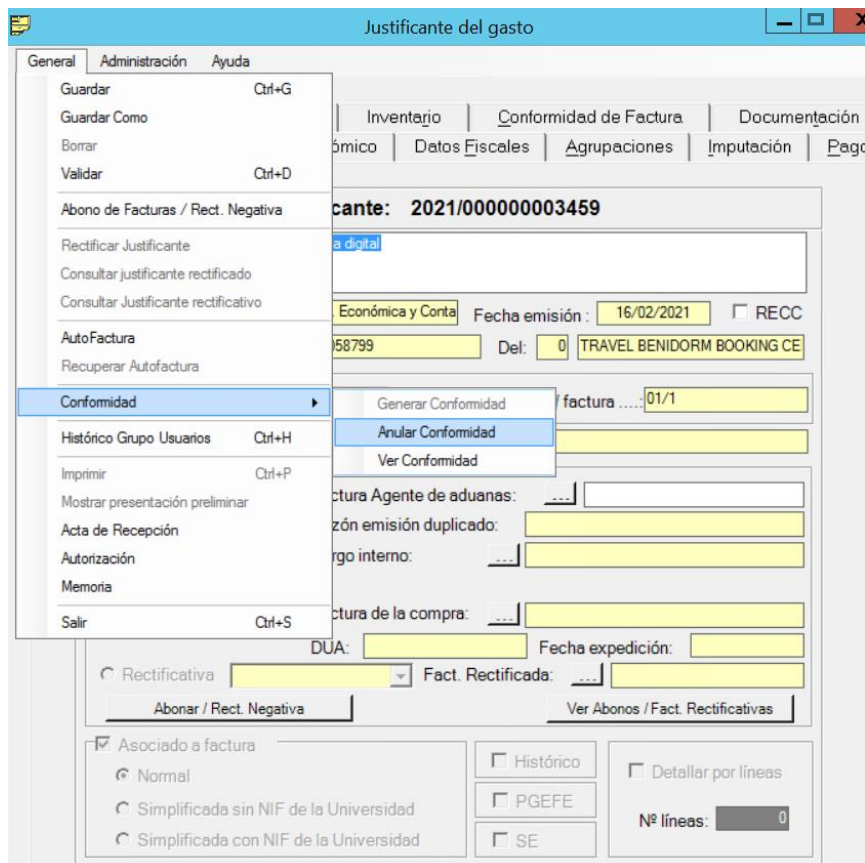 Justificante del gasto
General Administración Ayuda
Guardar Ctrl+G
Guardar Como
Borrar
Validar Ctrl+D
Abono de Facturas / Rect. Negativa
Rectificar Justificante
Consultar justificante rectificado
Consultar Justificante rectificativo
AutoFactura
Recuperar Autofactura
Conformidad
Histórico Grupo Usuarios Ctrl+H
Imprimir Ctrl+P
Mostrar presentación preliminar
Acta de Recepción
Autorización
Memoria
Salir Ctrl+S
Generar Conformidad
Anular Conformidad
Ver Conformidad
Inventario Conformidad de Factura Documentación
ómico Datos Fiscales Agrupaciones Imputación Pago
cante: 2021/000000003459
a digital
. Económica y Conta Fecha emisión : 16/02/2021 RECC
058799 Del: 0 TRAVEL BENIDORM BOOKING CE
/ factura ....: 01/1
ctura Agente de aduanas: ...
zón emisión duplicado:
rgo interno: ...
ctura de la compra: ...
DUA: Fecha expedición:
Rectificativa Fact. Rectificada: ...
Abonar / Rect. Negativa Ver Abonos / Fact. Rectificativas
Asociado a factura
Normal
Simplificada sin NIF de la Universidad
Simplificada con NIF de la Universidad
Histórico
PGEFE
SE
Detallar por líneas
Nº líneas: 0